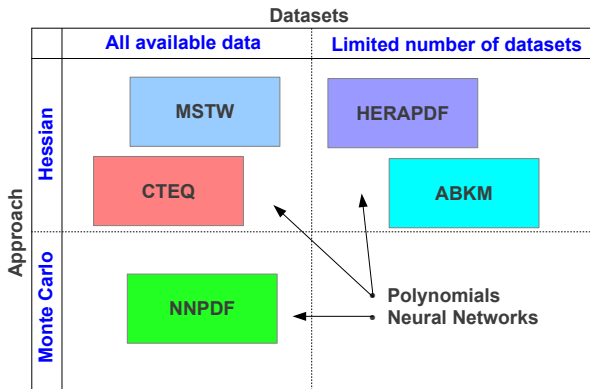 Datasets
All available data
Limited number of datasets
Approach
Hessian
MSTW
HERAPDF
CTEQ
ABKM
Monte Carlo
NNPDF
Polynomials
Neural Networks